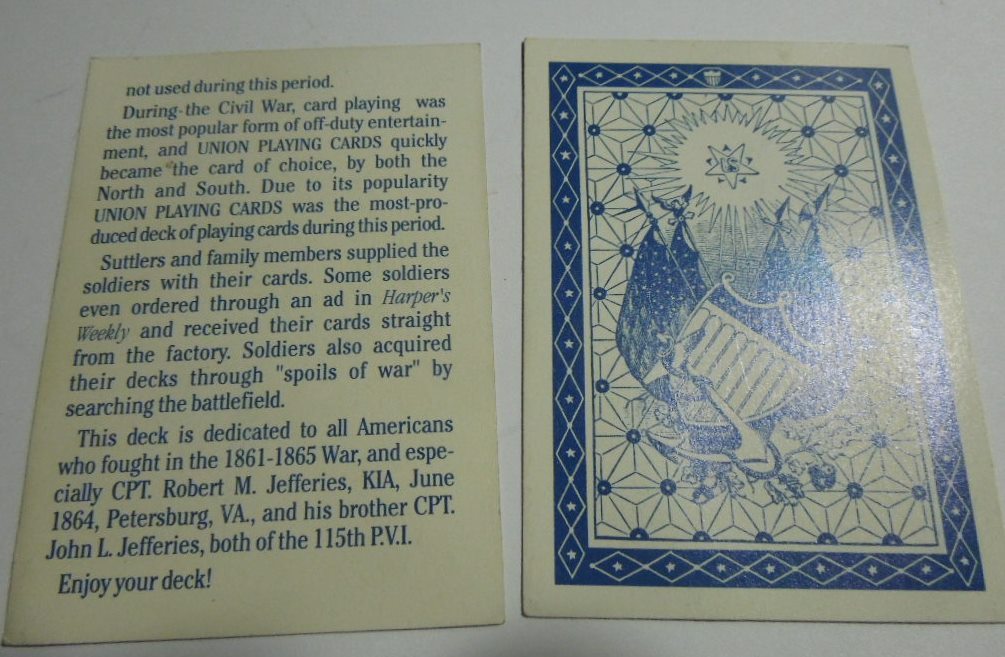 not used during this period.
During the Civil War, card playing was
the most popular form of off-duty entertain-
ment, and UNION PLAYING CARDS quickly
became the card of choice, by both the
North and South. Due to its popularity
UNION PLAYING CARDS was the most-pro-
duced deck of playing cards during this period.
Suttlers and family members supplied the
soldiers with their cards. Some soldiers
even ordered through an ad in Harper's
Weekly and received their cards straight
from the factory. Soldiers also acquired
their decks through "spoils of war" by
searching the battlefield.
This deck is dedicated to all Americans
who fought in the 1861-1865 War, and espe-
cially CPT. Robert M. Jefferies, KIA, June
1864, Petersburg, VA., and his brother CPT.
John L. Jefferies, both of the 115th P.V.I.
Enjoy your deck!
US